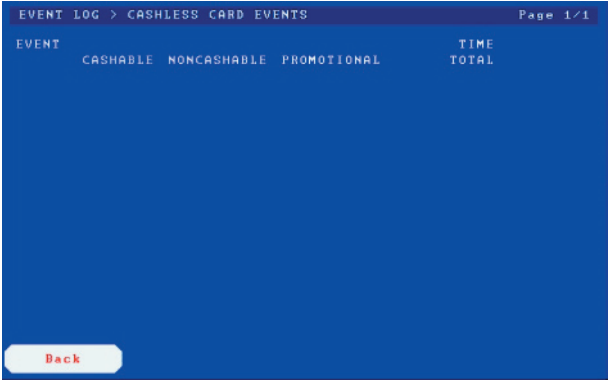 EVENT LOG > CASHLESS CARD EVENTS Page 1/1
EVENT TIME
CASHABLE NONCASHABLE PROMOTIONAL TOTAL
Back